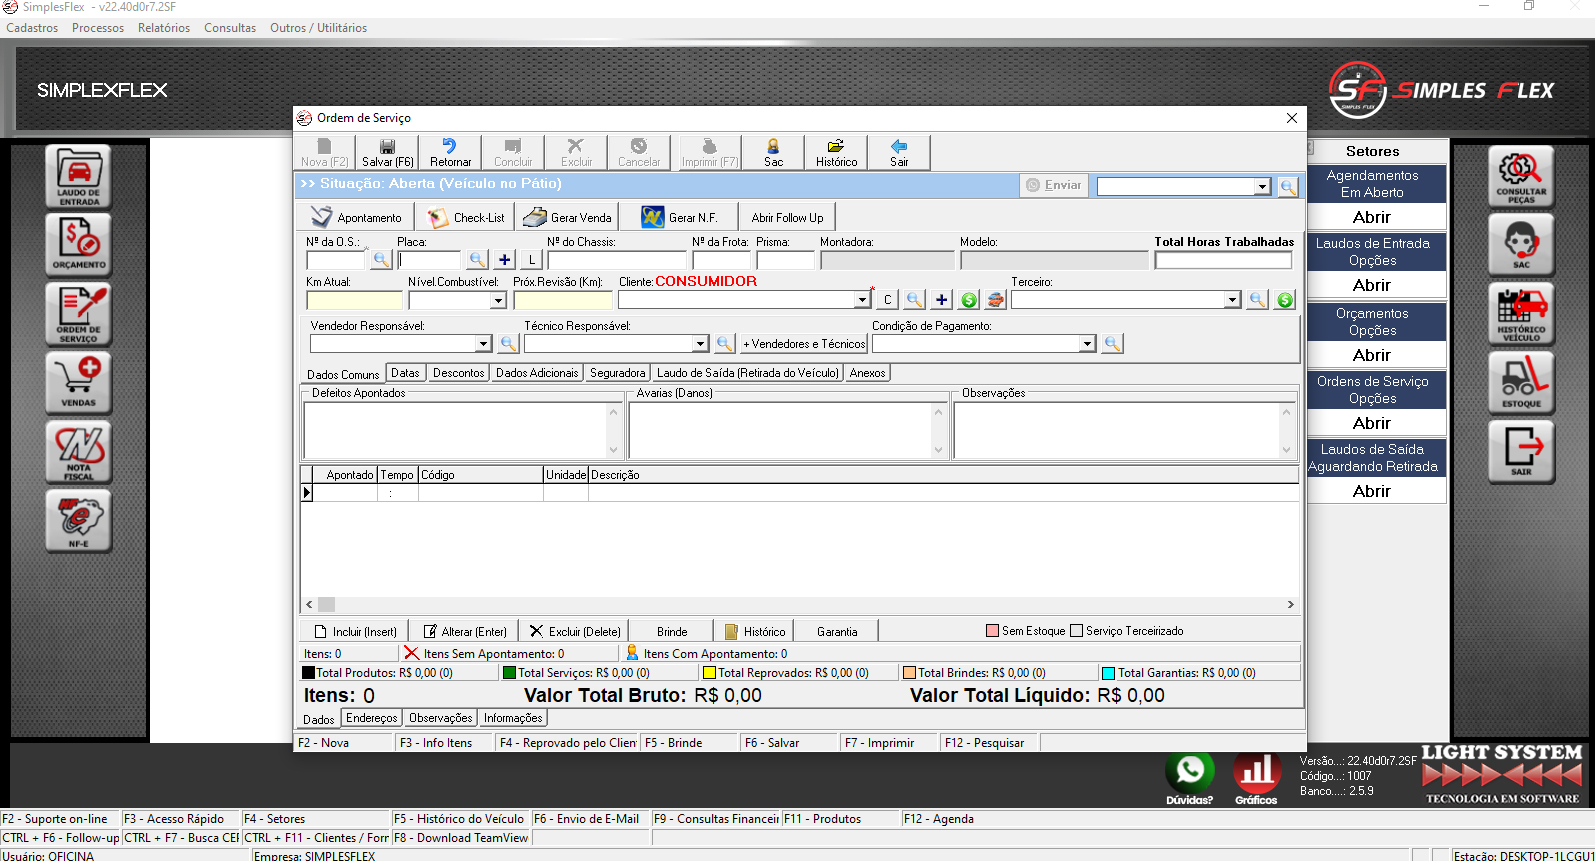 SimplesFlex - v22.40d0r7.2SF
Cadastros Processos Relatórios Consultas Outros / Utilitários
SIMPLEXFLEX
SF SIMPLES FLEX
SIMPLES FLEX
Ordem de Serviço
Nova (F2) Salvar (F6) Retornar Concluir Excluir Cancelar Imprimir (F7) Sac Histórico Sair
>> Situação: Aberta (Veículo no Pátio) Enviar
Apontamento Check-List Gerar Venda Gerar N.F. Abrir Follow Up
Nº da O.S.: * Placa: Nº do Chassis: Nº da Frota: Prisma: Montadora: Modelo: Total Horas Trabalhadas
L
Km Atual: Nível.Combustível: Próx.Revisão (Km): Cliente: CONSUMIDOR * Terceiro:
C
Vendedor Responsável: Técnico Responsável: Condição de Pagamento:
+ Vendedores e Técnicos
Dados Comuns Datas Descontos Dados Adicionais Seguradora Laudo de Saída (Retirada do Veículo) Anexos
Defeitos Apontados Avarias (Danos) Observações
Apontado Tempo Código Unidade Descrição
:
Incluir (Insert) Alterar (Enter) Excluir (Delete) Brinde Histórico Garantia Sem Estoque Serviço Terceirizado
Itens: 0 Itens Sem Apontamento: 0 Itens Com Apontamento: 0
Total Produtos: R$ 0,00 (0) Total Serviços: R$ 0,00 (0) Total Reprovados: R$ 0,00 (0) Total Brindes: R$ 0,00 (0) Total Garantias: R$ 0,00 (0)
Itens: 0 Valor Total Bruto: R$ 0,00 Valor Total Líquido: R$ 0,00
Dados Endereços Observações Informações
F2 - Nova F3 - Info Itens F4 - Reprovado pelo Clien F5 - Brinde F6 - Salvar F7 - Imprimir F12 - Pesquisar
LAUDO DE
ENTRADA
ORÇAMENTO
ORDEM DE
SERVIÇO
VENDAS
NOTA
FISCAL
NF-E
Setores
Agendamentos
Em Aberto
Abrir
Laudos de Entrada
Opções
Abrir
Orçamentos
Opções
Abrir
Ordens de Serviço
Opções
Abrir
Laudos de Saída
Aguardando Retirada
Abrir
CONSULTAR
PEÇAS
SAC
HISTÓRICO
VEÍCULO
ESTOQUE
SAIR
Dúvidas? Gráficos
Versão...: 22.40d0r7.2SF
Código...: 1007
Banco....: 2.5.9
LIGHT SYSTEM
TECNOLOGIA EM SOFTWARE
F2 - Suporte on-line F3 - Acesso Rápido F4 - Setores F5 - Histórico do Veículo F6 - Envio de E-Mail F9 - Consultas Financeir F11 - Produtos F12 - Agenda
CTRL + F6 - Follow-up CTRL + F7 - Busca CEI CTRL + F11 - Clientes / Forr F8 - Download TeamView
Usuário: OFICINA Empresa: SIMPLESFLEX Estação: DESKTOP-1LCGU1